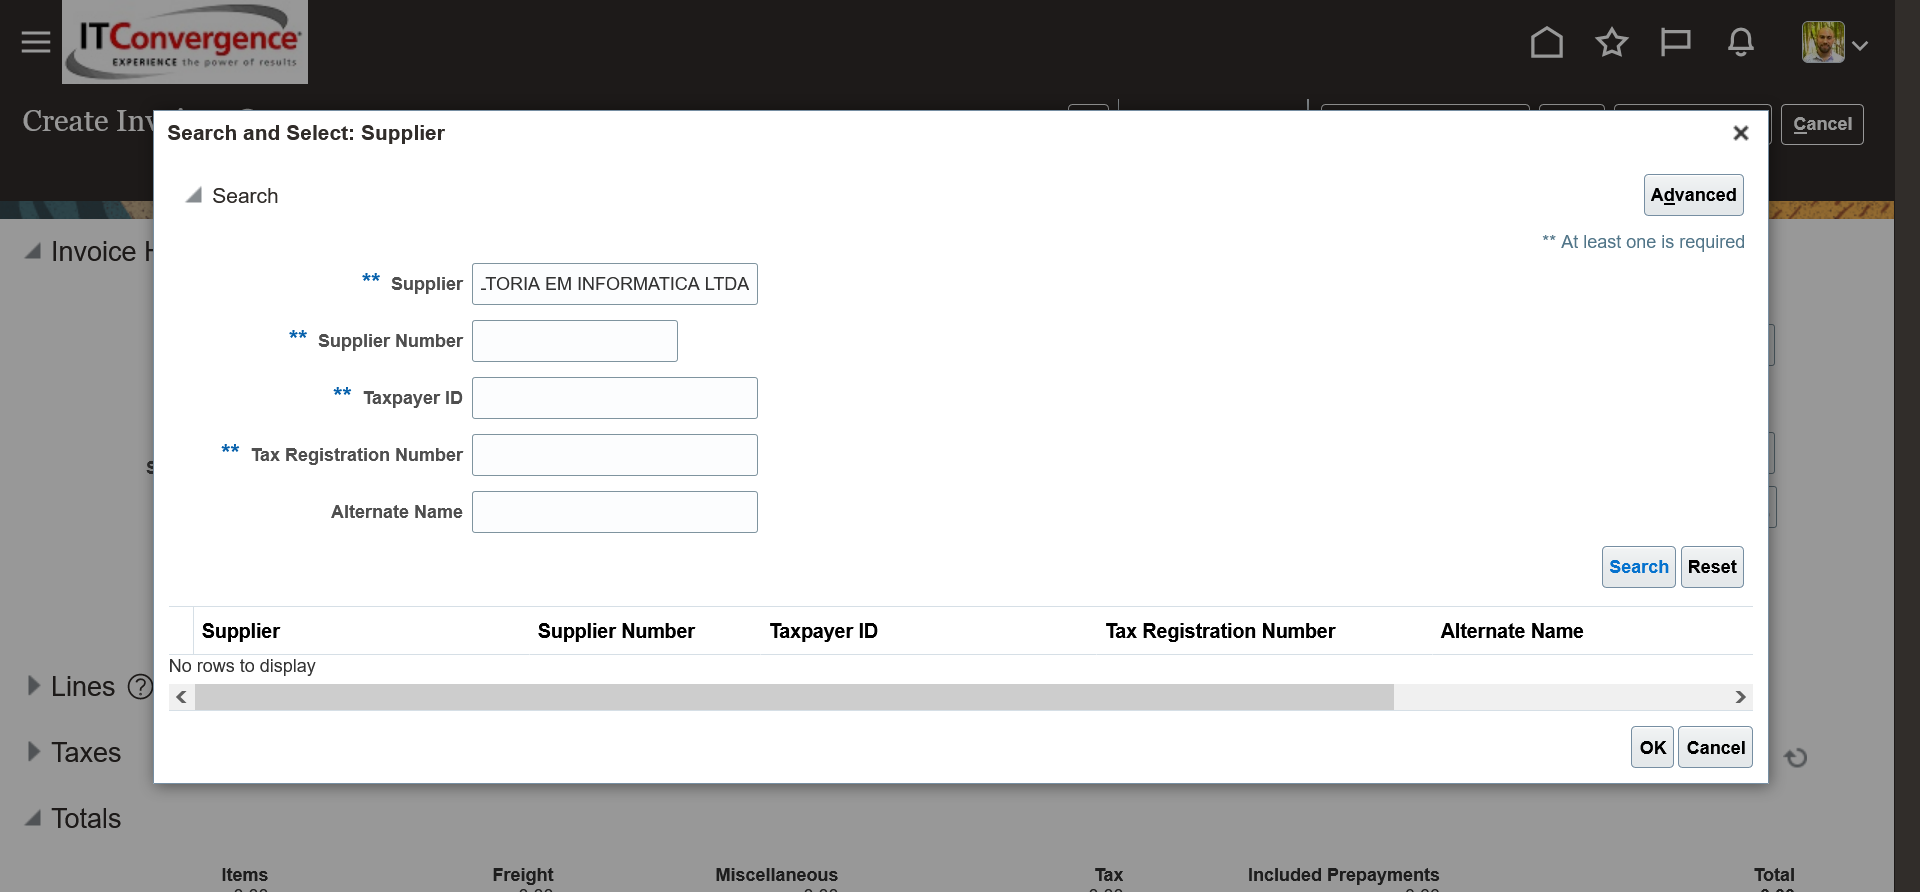 ITConvergence
EXPERIENCE the power of results
Create Inv
Cancel
Search and Select: Supplier
Search
Advanced
** At least one is required
Invoice H
** Supplier
TORIA EM INFORMATICA LTDA
** Supplier Number
** Taxpayer ID
** Tax Registration Number
Alternate Name
Search
Reset
Supplier
Supplier Number
Taxpayer ID
Tax Registration Number
Alternate Name
No rows to display
Lines
OK
Cancel
Taxes
Totals
Items
Freight
Miscellaneous
Tax
Included Prepayments
Total